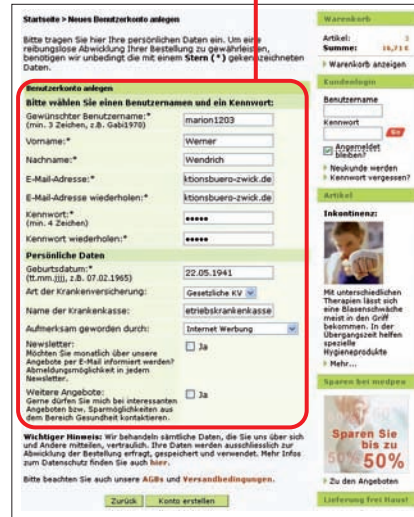 Startseite > Neues Benutzerkonto anlegen
Bitte tragen Sie hier Ihre persönlichen Daten ein. Um eine
reibungslose Abwicklung Ihrer Bestellung zu gewährleisten,
benötigen wir unbedingt die mit einem Stern (*) gekennzeichneten
Daten.
Benutzerkonto anlegen
Bitte wählen Sie einen Benutzernamen und ein Kennwort:
Gewünschter Benutzername:* marion1203
(min. 3 Zeichen, z.B. Gabi1970)
Vorname:* Werner
Nachname:* Wendrich
E-Mail-Adresse:* ktionsbuero-zwick.de
E-Mail-Adresse wiederholen:* ktionsbuero-zwick.de
Kennwort:* •••••
(min. 4 Zeichen)
Kennwort wiederholen:* •••••
Persönliche Daten
Geburtsdatum:* 22.05.1941
(tt.mm.jjjj, z.B. 07.02.1965)
Art der Krankenversicherung: Gesetzliche KV
Name der Krankenkasse: etriebskrankenkasse
Aufmerksam geworden durch: Internet Werbung
Newsletter: Ja
Möchten Sie monatlich über unsere
Angebote per E-Mail informiert werden?
Abmeldungsmöglichkeit in jedem
Newsletter.
Weitere Angebote: Ja
Gerne dürfen Sie mich bei interessanten
Angeboten bzw. Sparmöglichkeiten aus
dem Bereich Gesundheit kontaktieren.
Wichtiger Hinweis: Wir behandeln sämtliche Daten, die Sie uns über sich
und Andere mitteilen, vertraulich. Ihre Daten werden ausschliesslich zur
Abwicklung der Bestellung erfragt, gespeichert und verwendet. Mehr Infos
zum Datenschutz finden Sie auch hier.
Bitte beachten Sie auch unsere AGBs und Versandbedingungen.
Zurück Konto erstellen
Warenkorb
Artikel: 3
Summe: 16,71 €
Warenkorb anzeigen
Kundenlogin
Benutzername
Kennwort
Go
Angemeldet
bleiben?
Neukunde werden
Kennwort vergessen?
Artikel
Inkontinenz:
Mit unterschiedlichen
Therapien lässt sich
eine Blasenschwäche
meist in den Griff
bekommen. In der
Übergangszeit helfen
spezielle
Hygieneprodukte
Mehr...
Sparen bei medpex
Sparen Sie
bis zu
50%
50%
Zu den Angeboten
Lieferung frei Haus!